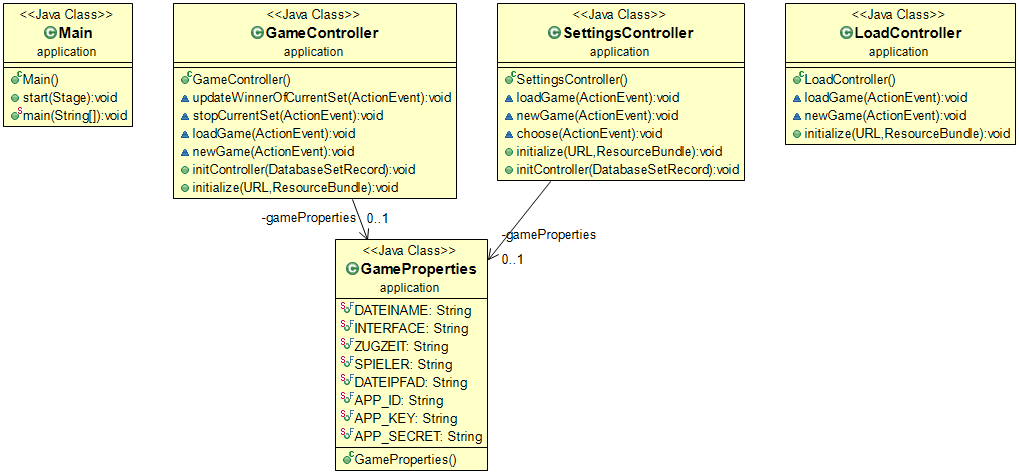 <<Java Class>>
Main
application
Main()
start(Stage):void
main(String[]):void
<<Java Class>>
GameController
application
GameController()
updateWinnerOfCurrentSet(ActionEvent):void
stopCurrentSet(ActionEvent):void
loadGame(ActionEvent):void
newGame(ActionEvent):void
initController(DatabaseSetRecord):void
initialize(URL,ResourceBundle):void
<<Java Class>>
SettingsController
application
SettingsController()
loadGame(ActionEvent):void
newGame(ActionEvent):void
choose(ActionEvent):void
initialize(URL,ResourceBundle):void
initController(DatabaseSetRecord):void
<<Java Class>>
LoadController
application
LoadController()
loadGame(ActionEvent):void
newGame(ActionEvent):void
initialize(URL,ResourceBundle):void
-gameProperties
0..1
-gameProperties
0..1
<<Java Class>>
GameProperties
application
DATEINAME: String
INTERFACE: String
ZUGZEIT: String
SPIELER: String
DATEIPFAD: String
APP_ID: String
APP_KEY: String
APP_SECRET: String
GameProperties()